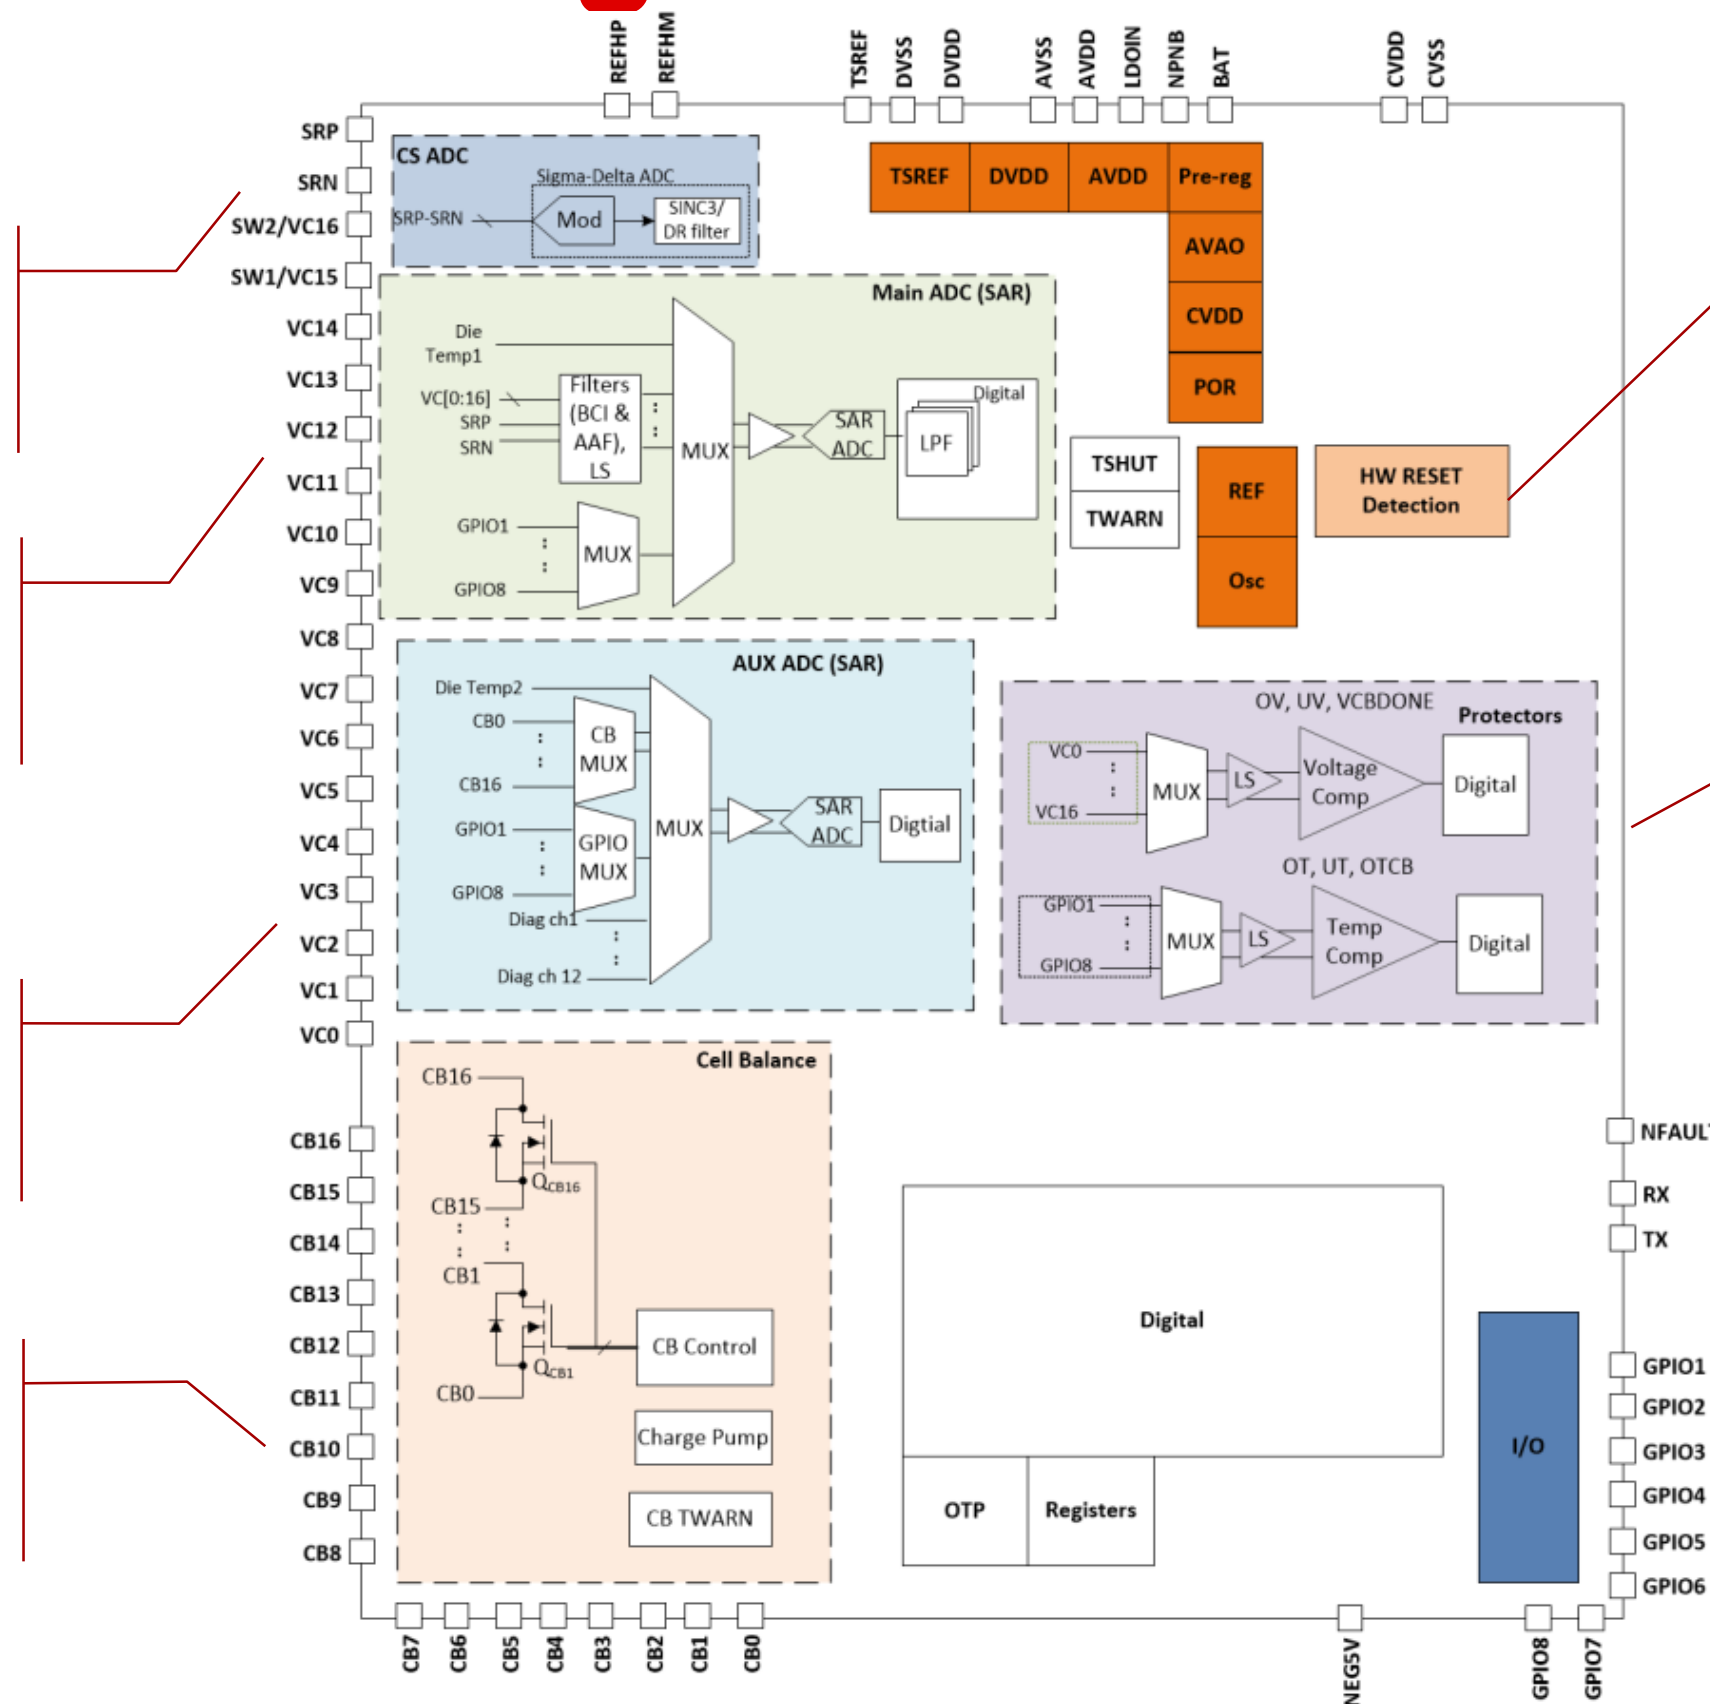 REFHP
REFHM
TSREF
DVSS
DVDD
AVSS
AVDD
LDOIN
NPNB
BAT
CVDD
CVSS
SRP
SRN
SW2/VC16
SW1/VC15
VC14
VC13
VC12
VC11
VC10
VC9
VC8
VC7
VC6
VC5
VC4
VC3
VC2
VC1
VC0
CB16
CB15
CB14
CB13
CB12
CB11
CB10
CB9
CB8
CS ADC
Sigma-Delta ADC
SRP-SRN
Mod
SINC3/
DR filter
Main ADC (SAR)
Die
Temp1
VC[0:16]
SRP
SRN
Filters
(BCI &
AAF),
LS
GPIO1
GPIO8
MUX
MUX
SAR
ADC
Digital
LPF
TSREF
DVDD
AVDD
Pre-reg
AVAO
CVDD
POR
TSHUT
TWARN
REF
Osc
HW RESET
Detection
AUX ADC (SAR)
Die Temp2
CB0
CB16
CB
MUX
GPIO1
GPIO8
GPIO
MUX
Diag ch1
Diag ch 12
MUX
SAR
ADC
Digtial
OV, UV, VCBDONE
Protectors
VC0
VC16
MUX
LS
Voltage
Comp
Digital
OT, UT, OTCB
GPIO1
GPIO8
MUX
LS
Temp
Comp
Digital
Cell Balance
CB16
QCB16
CB15
CB1
QCB1
CB0
CB Control
Charge Pump
CB TWARN
Digital
OTP
Registers
I/O
NFAULT
RX
TX
GPIO1
GPIO2
GPIO3
GPIO4
GPIO5
GPIO6
CB7
CB6
CB5
CB4
CB3
CB2
CB1
CB0
NEG5V
GPIO8
GPIO7